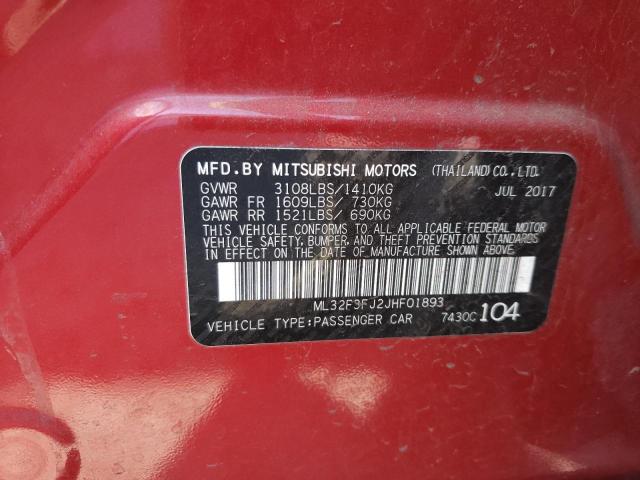 MFD.BY MITSUBISHI MOTORS (THAILAND) CO., LTD.
GVWR 3108LBS/1410KG JUL 2017
GAWR FR 1609LBS/ 730KG
GAWR RR 1521LBS/ 690KG
THIS VEHICLE CONFORMS TO ALL APPLICABLE FEDERAL MOTOR
VEHICLE SAFETY, BUMPER, AND THEFT PREVENTION STANDARDS
IN EFFECT ON THE DATE OF MANUFACTURE SHOWN ABOVE.
ML32F3FJ2JHF01893
VEHICLE TYPE:PASSENGER CAR 7430C 104